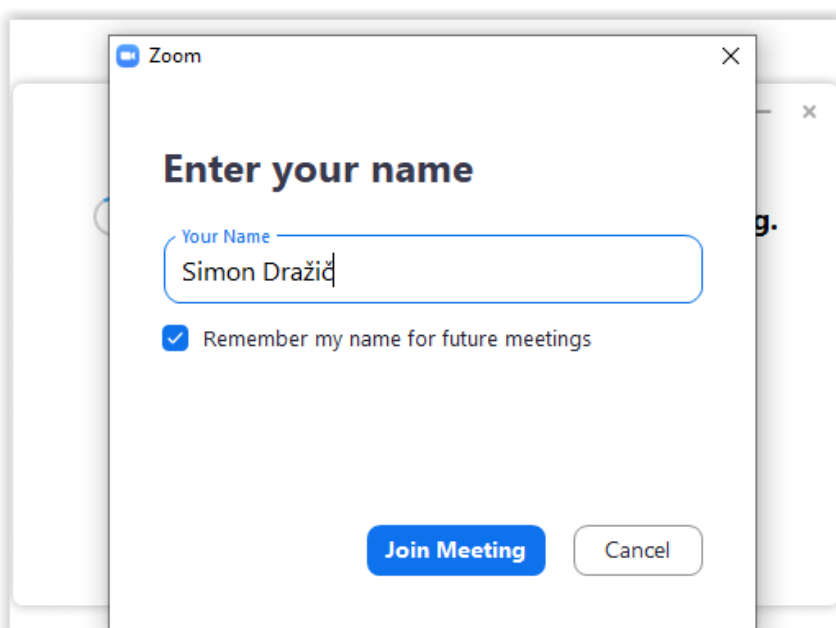 Zoom
Enter your name
g.
Your Name
Simon Dražič
Remember my name for future meetings
Join Meeting
Cancel